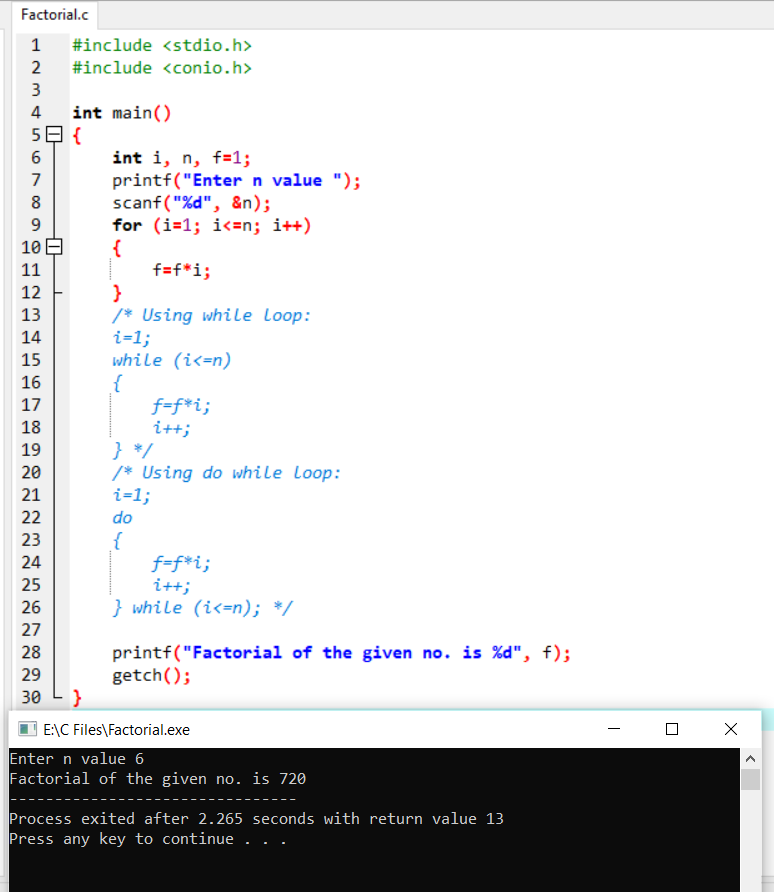 Factorial.c
1 #include <stdio.h>
2 #include <conio.h>
3
4 int main()
5 {
6 int i, n, f=1;
7 printf("Enter n value ");
8 scanf("%d", &n);
9 for (i=1; i<=n; i++)
10 {
11 f=f*i;
12 }
13 /* Using while loop:
14 i=1;
15 while (i<=n)
16 {
17 f=f*i;
18 i++;
19 } */
20 /* Using do while loop:
21 i=1;
22 do
23 {
24 f=f*i;
25 i++;
26 } while (i<=n); */
27
28 printf("Factorial of the given no. is %d", f);
29 getch();
30 }
E:\C Files\Factorial.exe
Enter n value 6
Factorial of the given no. is 720
--------------------------------
Process exited after 2.265 seconds with return value 13
Press any key to continue . . .